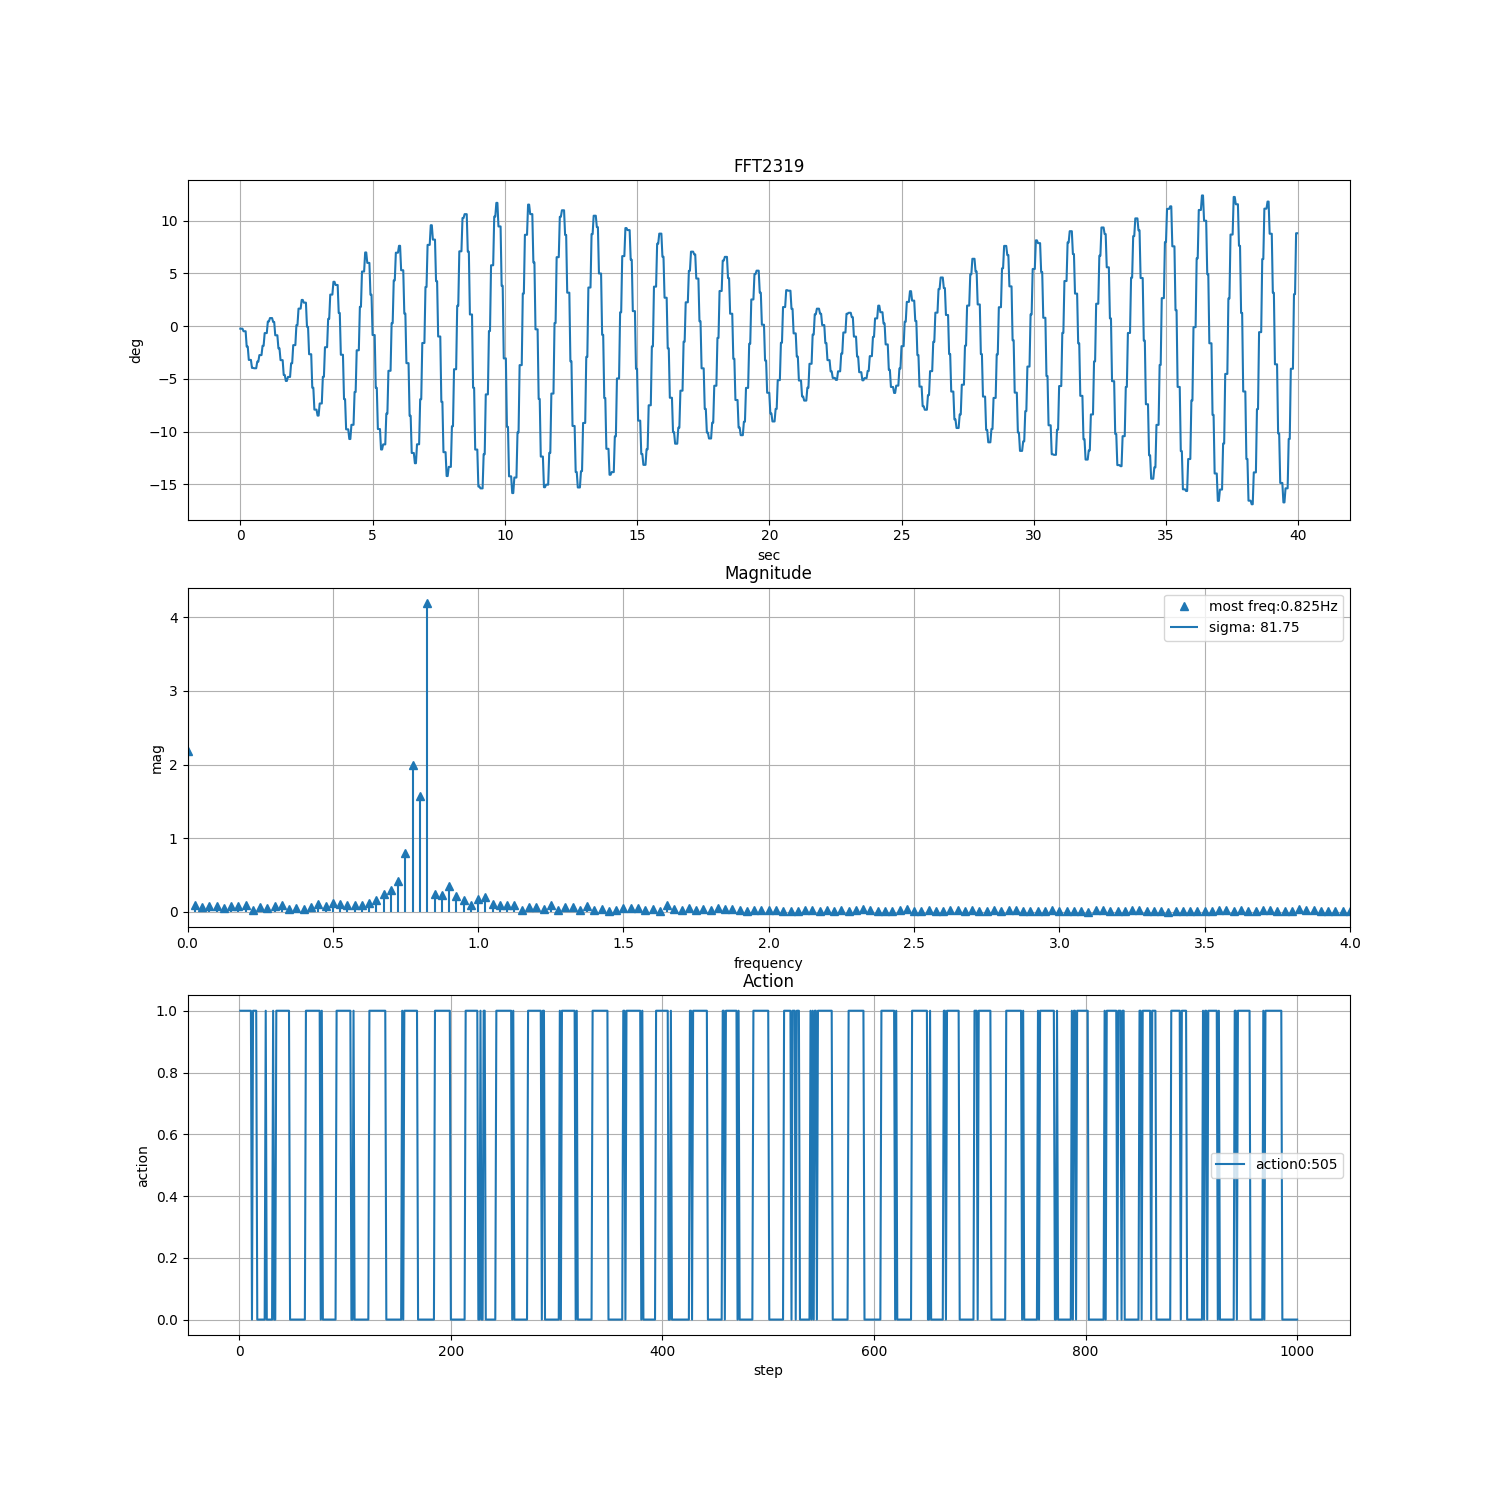 FFT2319
10
5
0
−5
−10
−15
deg
0 5 10 15 20 25 30 35 40
sec
Magnitude
most freq:0.825Hz
sigma: 81.75
4
3
2
1
0
mag
0.0 0.5 1.0 1.5 2.0 2.5 3.0 3.5 4.0
frequency
Action
1.0
0.8
0.6
0.4
0.2
0.0
action
action0:505
0 200 400 600 800 1000
step